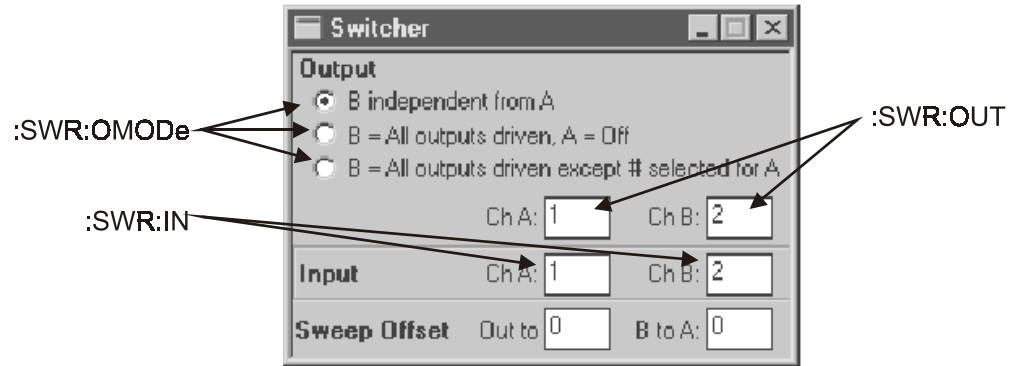 Switcher
Output
B independent from A
:SWR:OMODe
B = All outputs driven, A = Off
:SWR:OUT
B = All outputs driven except # selected for A
Ch A: 1 Ch B: 2
:SWR:IN
Input Ch A: 1 Ch B: 2
Sweep Offset Out to 0 B to A: 0